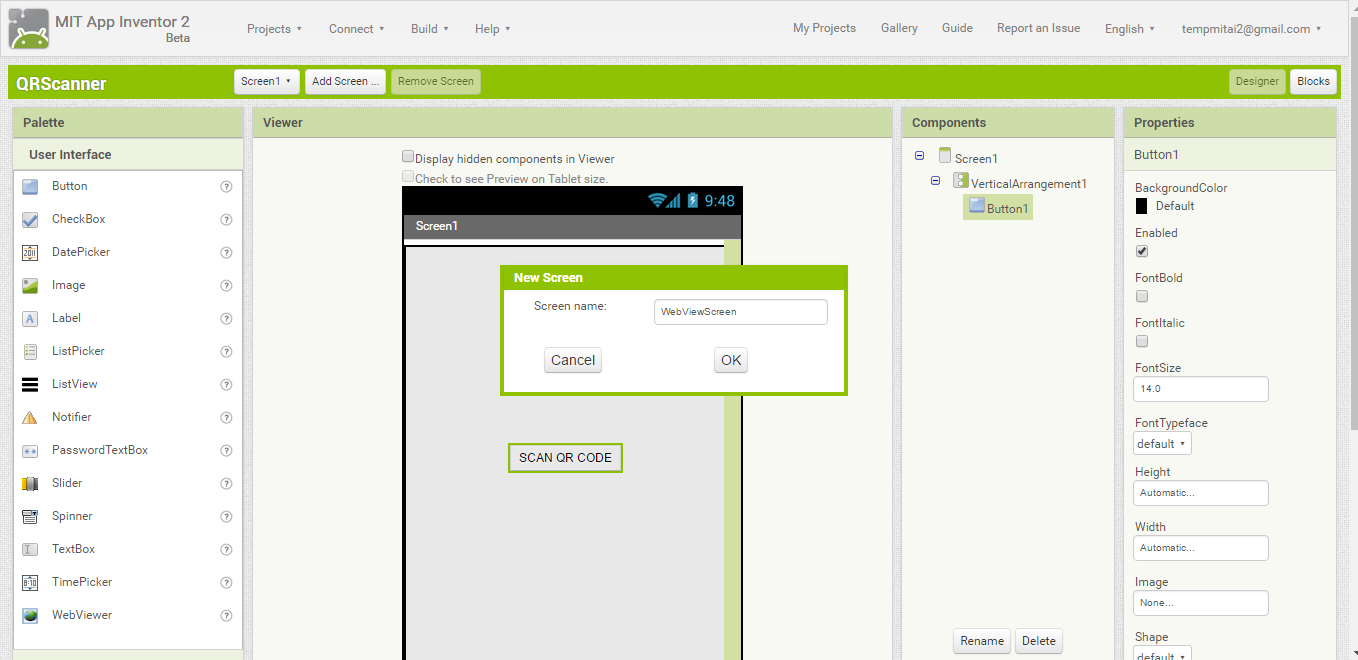 MIT App Inventor 2
Beta
Projects
Connect
Build
Help
My Projects
Gallery
Guide
Report an Issue
English
tempmitai2@gmail.com
QRScanner
Screen1
Add Screen ...
Remove Screen
Designer
Blocks
Palette
User Interface
Button ?
CheckBox ?
DatePicker ?
Image ?
Label ?
ListPicker ?
ListView ?
Notifier ?
PasswordTextBox ?
Slider ?
Spinner ?
TextBox ?
TimePicker ?
WebViewer ?
Viewer
Display hidden components in Viewer
Check to see Preview on Tablet size.
9:48
Screen1
New Screen
Screen name: WebViewScreen
Cancel OK
SCAN QR CODE
Components
Screen1
VerticalArrangement1
Button1
Rename Delete
Properties
Button1
BackgroundColor
Default
Enabled
FontBold
FontItalic
FontSize
14.0
FontTypeface
default
Height
Automatic...
Width
Automatic...
Image
None...
Shape
default